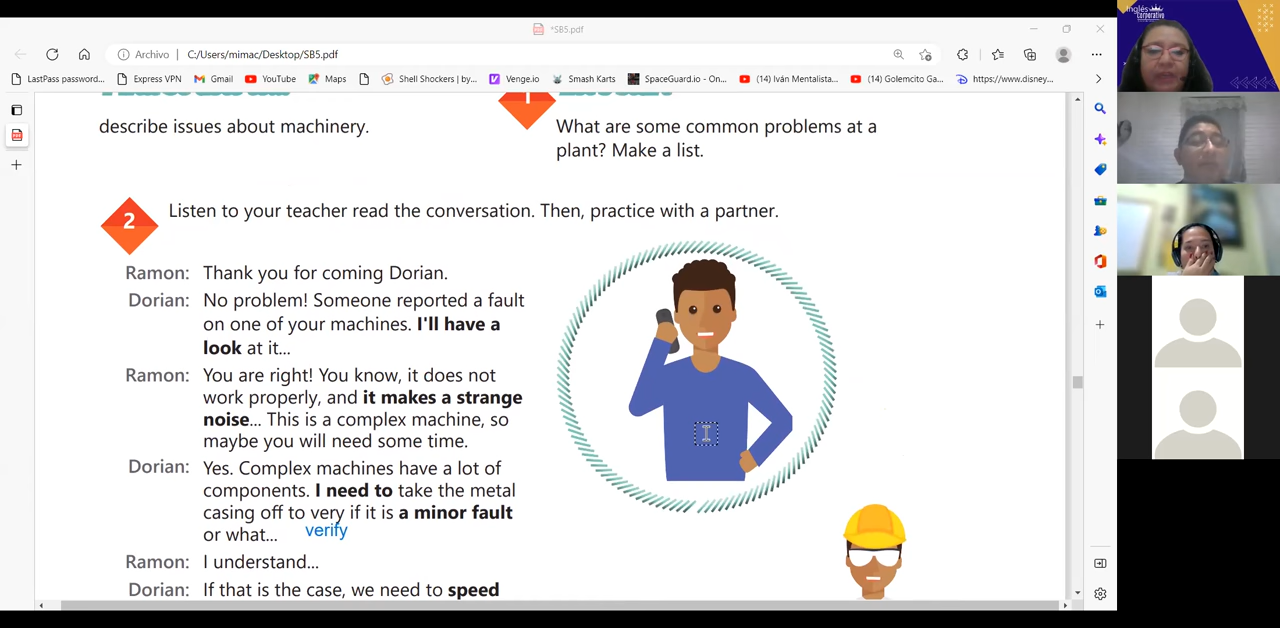 *SB5.pdf
Archivo | C:/Users/mimac/Desktop/SB5.pdf
LastPass password... Express VPN Gmail YouTube Maps Shell Shockers | by... Venge.io Smash Karts SpaceGuard.io - On... (14) Iván Mentalista... (14) Golemcito Ga... https://www.disney...
describe issues about machinery.
1
What are some common problems at a
plant? Make a list.
2
Listen to your teacher read the conversation. Then, practice with a partner.
Ramon: Thank you for coming Dorian.
Dorian: No problem! Someone reported a fault
on one of your machines. I'll have a
look at it...
Ramon: You are right! You know, it does not
work properly, and it makes a strange
noise... This is a complex machine, so
maybe you will need some time.
Dorian: Yes. Complex machines have a lot of
components. I need to take the metal
casing off to very if it is a minor fault
or what...
verify
Ramon: I understand...
Dorian: If that is the case, we need to speed
Inglés
Corporativo